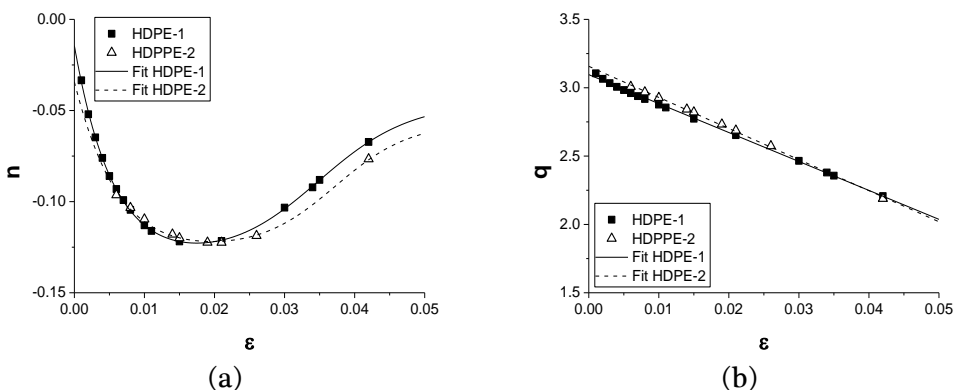 0.00
-0.05
-0.10
-0.15
n
0.00 0.01 0.02 0.03 0.04 0.05
ε
HDPE-1
HDPPE-2
Fit HDPE-1
Fit HDPE-2
(a)
3.5
3.0
2.5
2.0
1.5
q
0.00 0.01 0.02 0.03 0.04 0.05
ε
HDPE-1
HDPPE-2
Fit HDPE-1
Fit HDPE-2
(b)